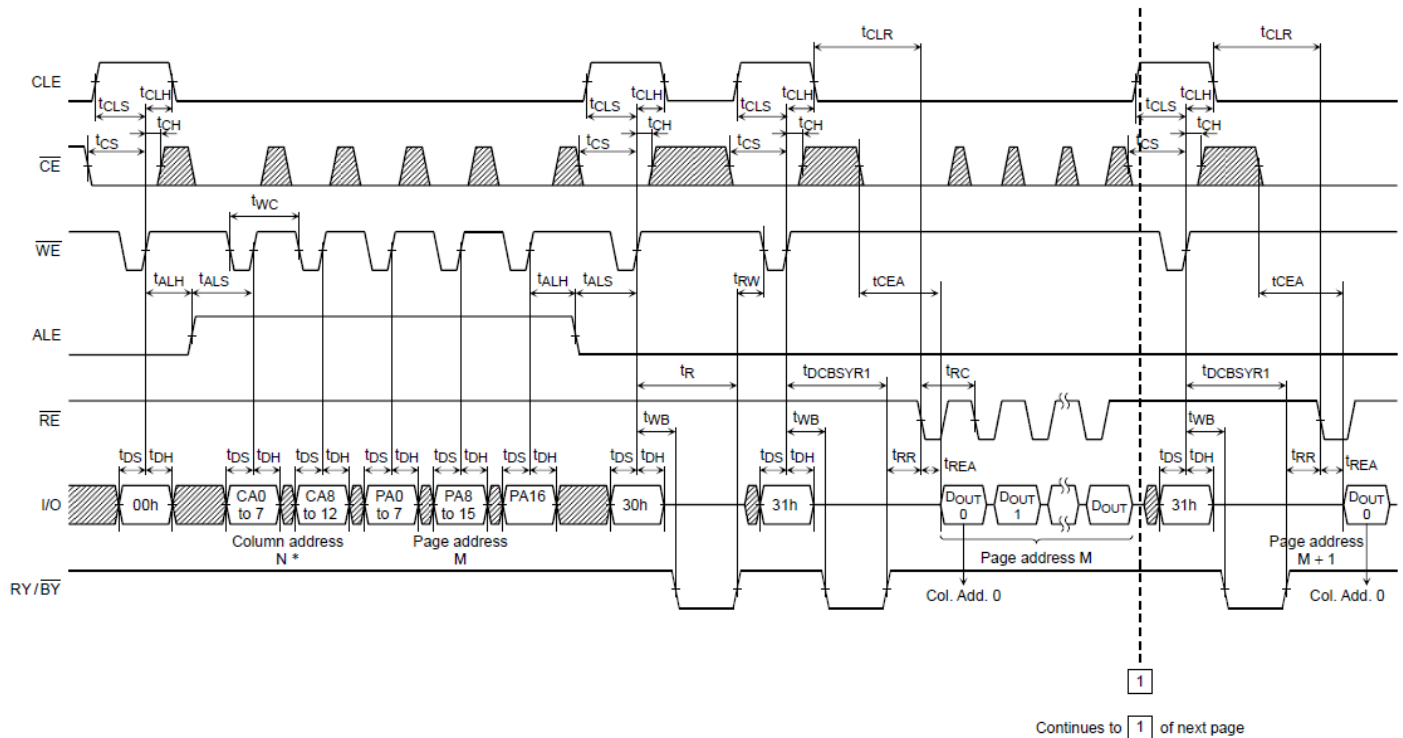 tCLR tCLR
CLE
tCLS tCLH tCLS tCLH tCLS tCLH tCLS tCLH
tCS tCH tCS tCH tCS tCH tCS tCH
CE
tWC
WE
tALH tALS tALH tALS tRW tCEA tCEA
ALE
tR tDCBSYR1 tRC tDCBSYR1
RE
tWB tWB tWB
tDS tDH tDS tDH tDS tDH tDS tDH tDS tDH tDS tDH tDS tDH tDS tDH tRR tREA tDS tDH tRR tREA
I/O
00h CA0 to 7 CA8 to 12 PA0 to 7 PA8 to 15 PA16 30h 31h DOUT 0 DOUT 1 DOUT 31h DOUT 0
Column address N *
Page address M
Page address M
Page address M + 1
RY/BY
Col. Add. 0 Col. Add. 0
1
Continues to 1 of next page